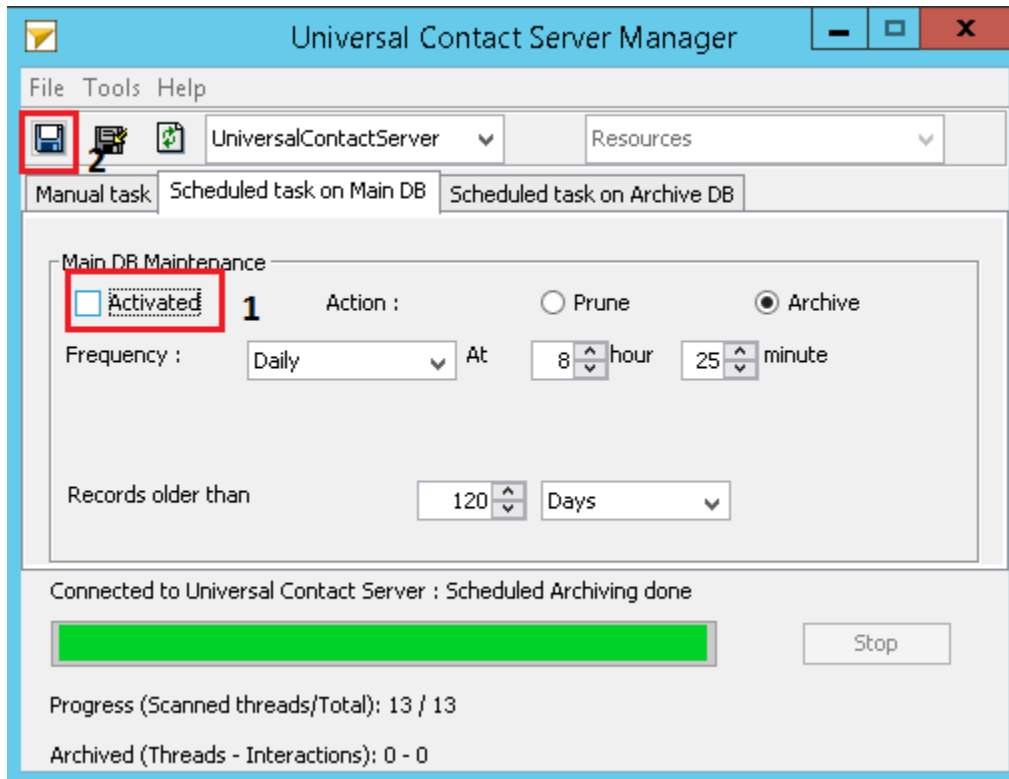 Universal Contact Server Manager
File Tools Help
2 UniversalContactServer Resources
Manual task Scheduled task on Main DB Scheduled task on Archive DB
Main DB Maintenance
Activated 1 Action : Prune Archive
Frequency : Daily At 8 hour 25 minute
Records older than 120 Days
Connected to Universal Contact Server : Scheduled Archiving done
Stop
Progress (Scanned threads/Total): 13 / 13
Archived (Threads - Interactions): 0 - 0